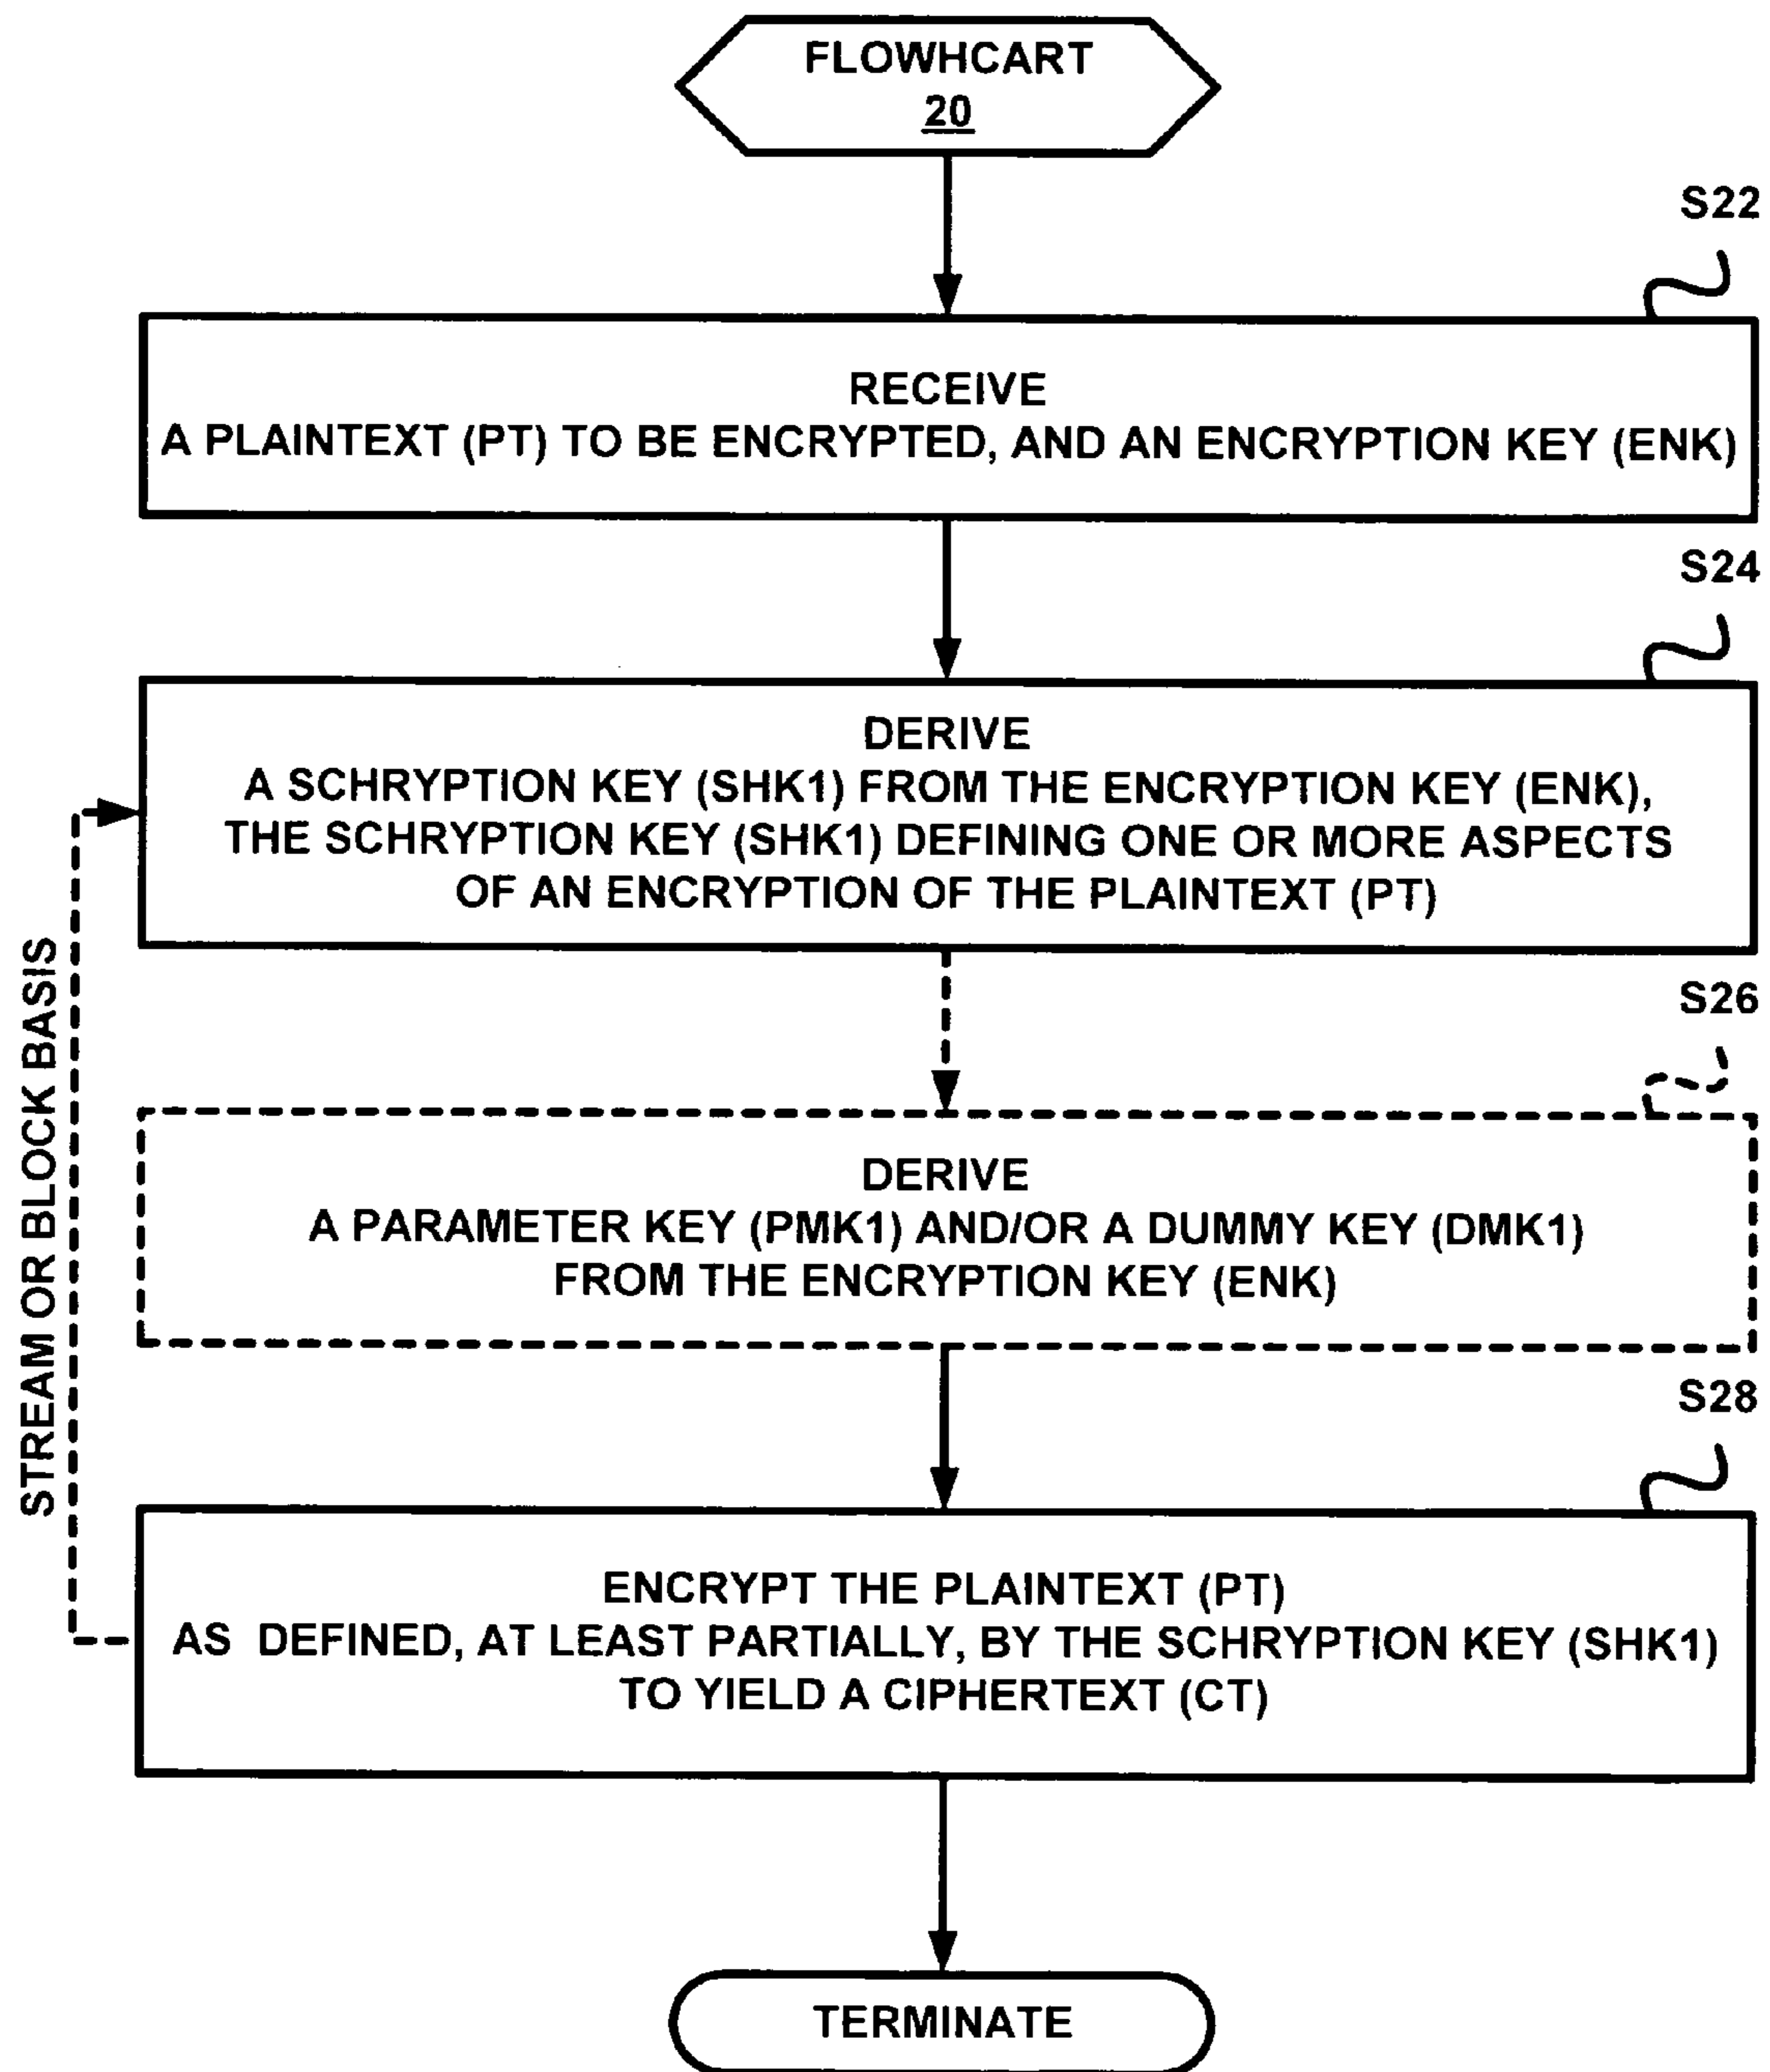 FLOWHCART
20
S22
RECEIVE
A PLAINTEXT (PT) TO BE ENCRYPTED, AND AN ENCRYPTION KEY (ENK)
S24
DERIVE
A SCHRYPTION KEY (SHK1) FROM THE ENCRYPTION KEY (ENK),
THE SCHRYPTION KEY (SHK1) DEFINING ONE OR MORE ASPECTS
OF AN ENCRYPTION OF THE PLAINTEXT (PT)
STREAM OR BLOCK BASIS
S26
DERIVE
A PARAMETER KEY (PMK1) AND/OR A DUMMY KEY (DMK1)
FROM THE ENCRYPTION KEY (ENK)
S28
ENCRYPT THE PLAINTEXT (PT)
AS DEFINED, AT LEAST PARTIALLY, BY THE SCHRYPTION KEY (SHK1)
TO YIELD A CIPHERTEXT (CT)
TERMINATE